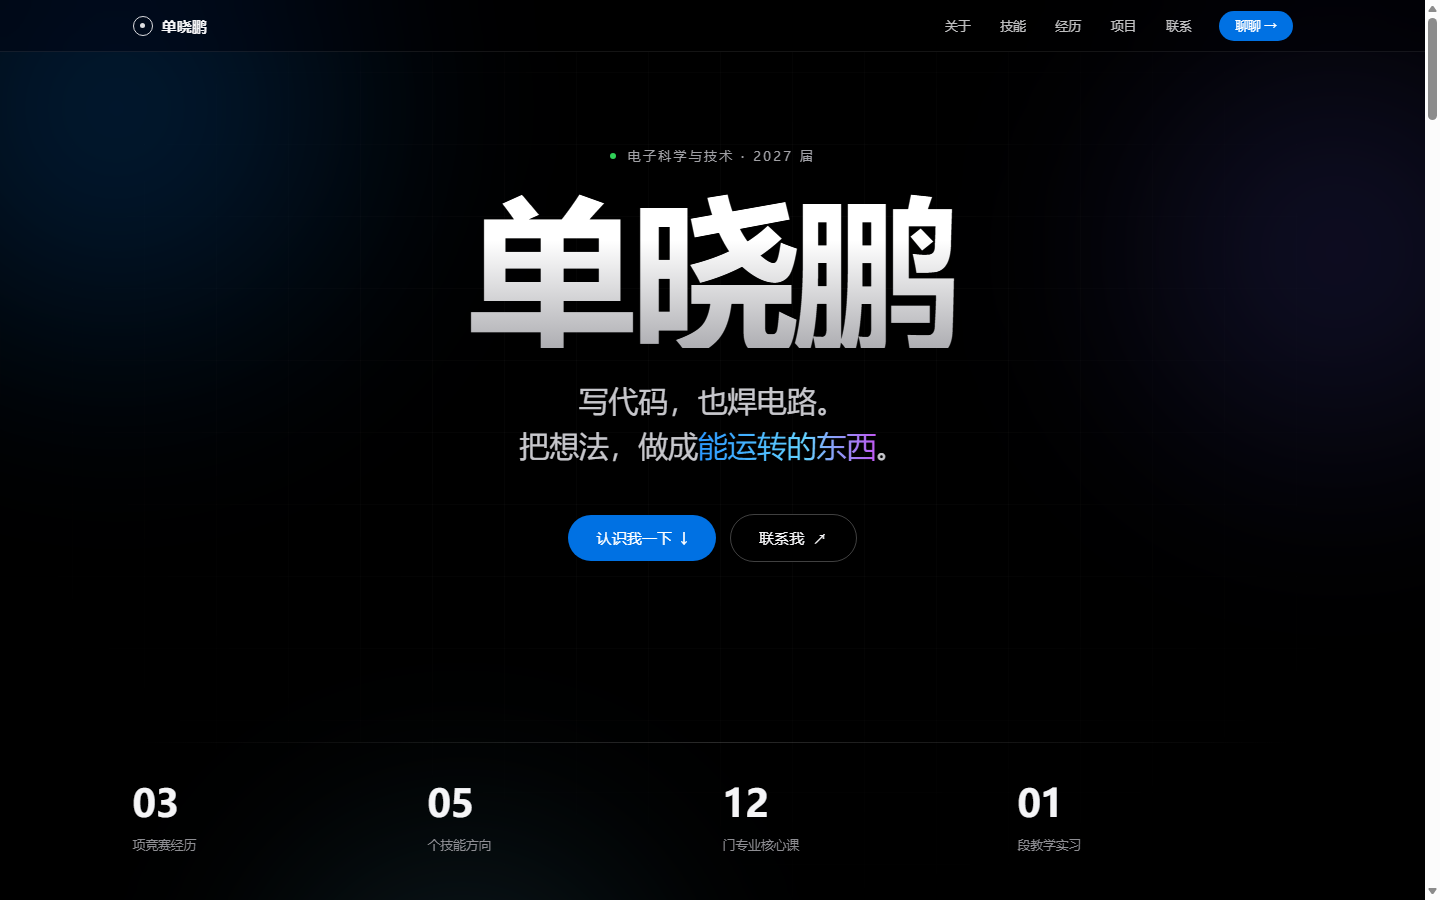 单晓鹏
关于 技能 经历 项目 联系 聊聊 →
电子科学与技术 · 2027 届
单晓鹏
写代码，也焊电路。
把想法，做成能运转的东西。
认识我一下 ↓ 联系我 ↗
03 05 12 01
项竞赛经历 个技能方向 门专业核心课 段教学实习